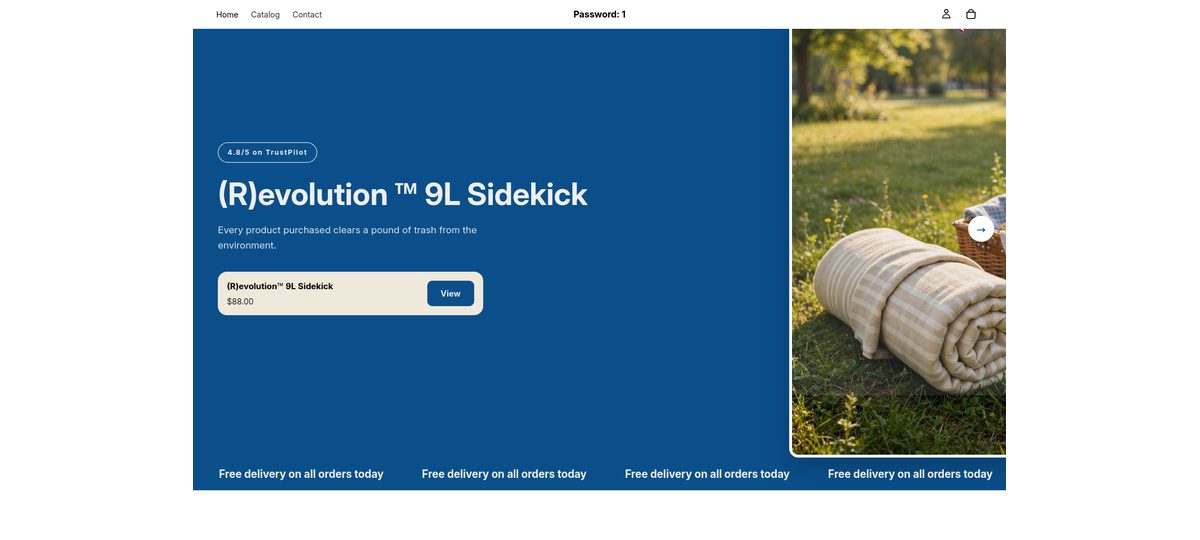 Home Catalog Contact Password: 1
4.8/5 on TrustPilot
(R)evolution ™ 9L Sidekick
Every product purchased clears a pound of trash from the
environment.
(R)evolution™ 9L Sidekick
$88.00
View
Free delivery on all orders today Free delivery on all orders today Free delivery on all orders today Free delivery on all orders today